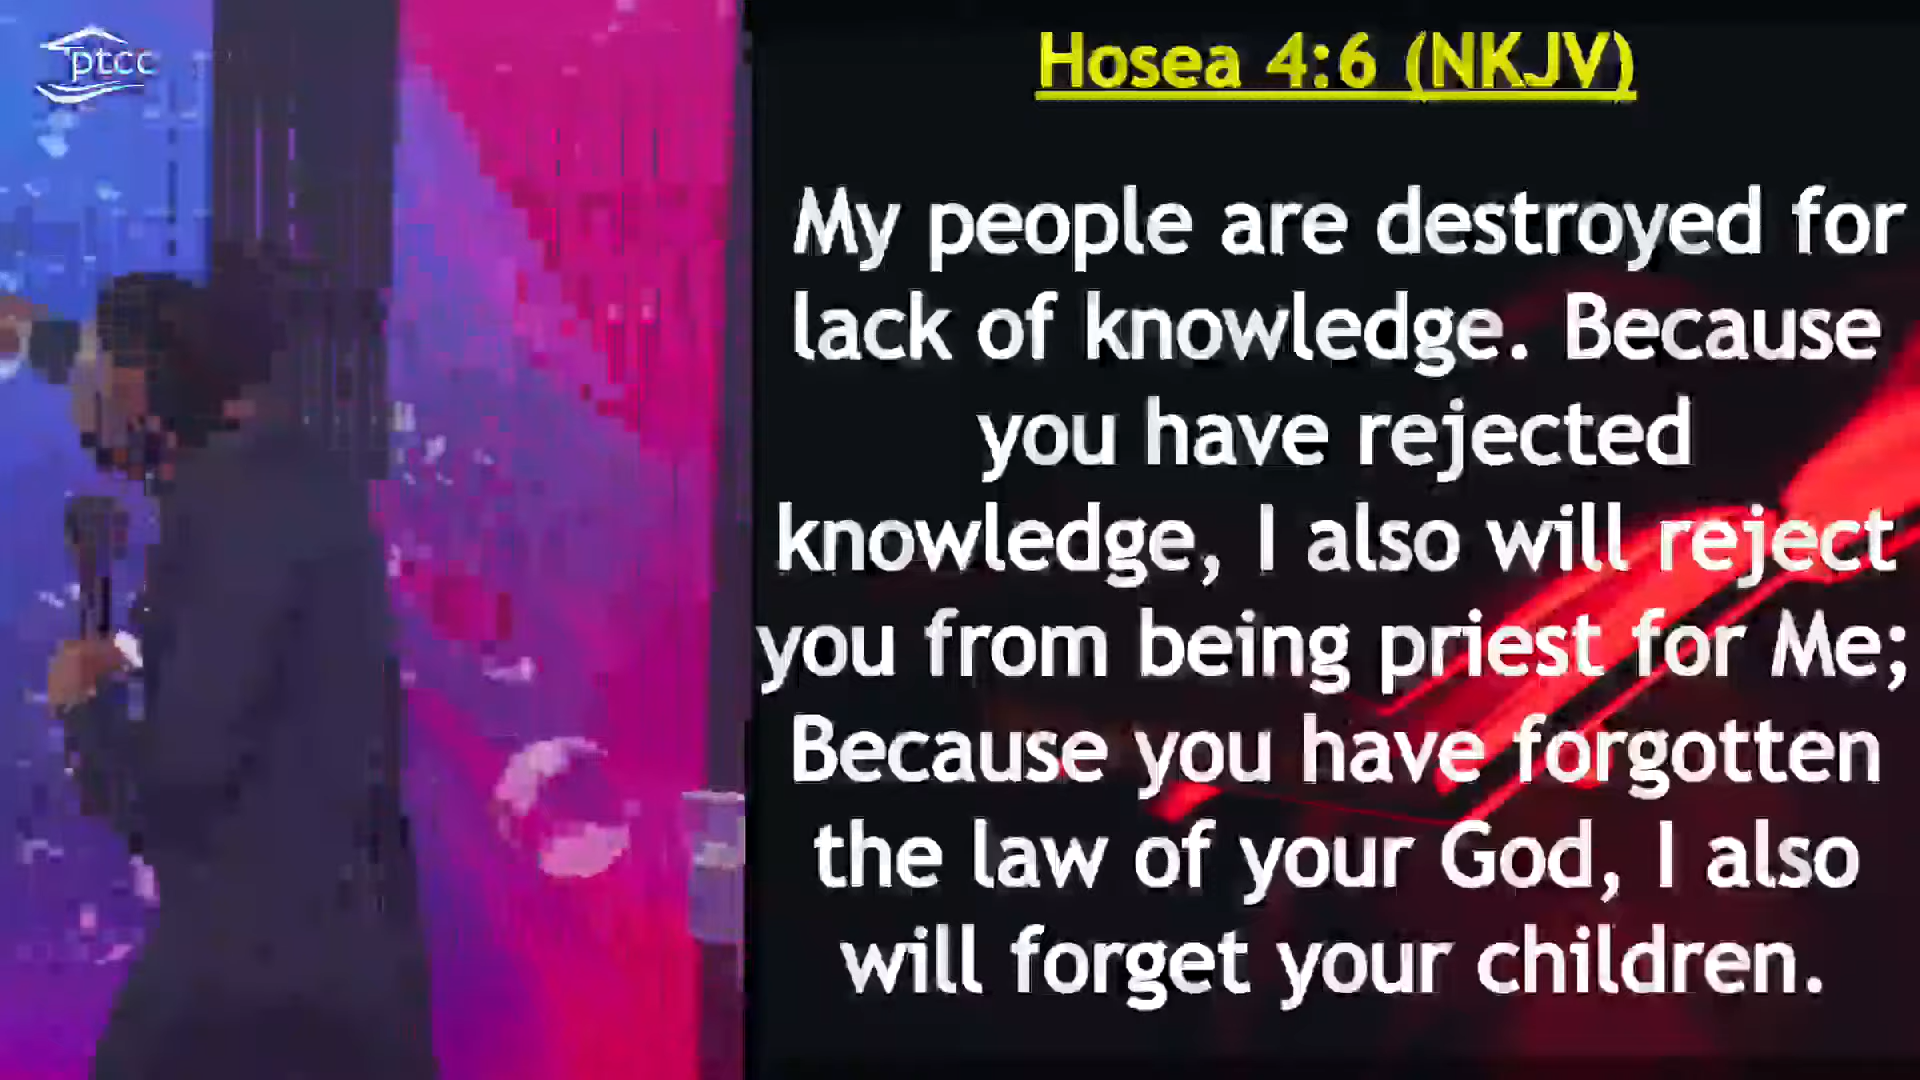 ptcc
Hosea 4:6 (NKJV)
My people are destroyed for
lack of knowledge. Because
you have rejected
knowledge, I also will reject
you from being priest for Me;
Because you have forgotten
the law of your God, I also
will forget your children.